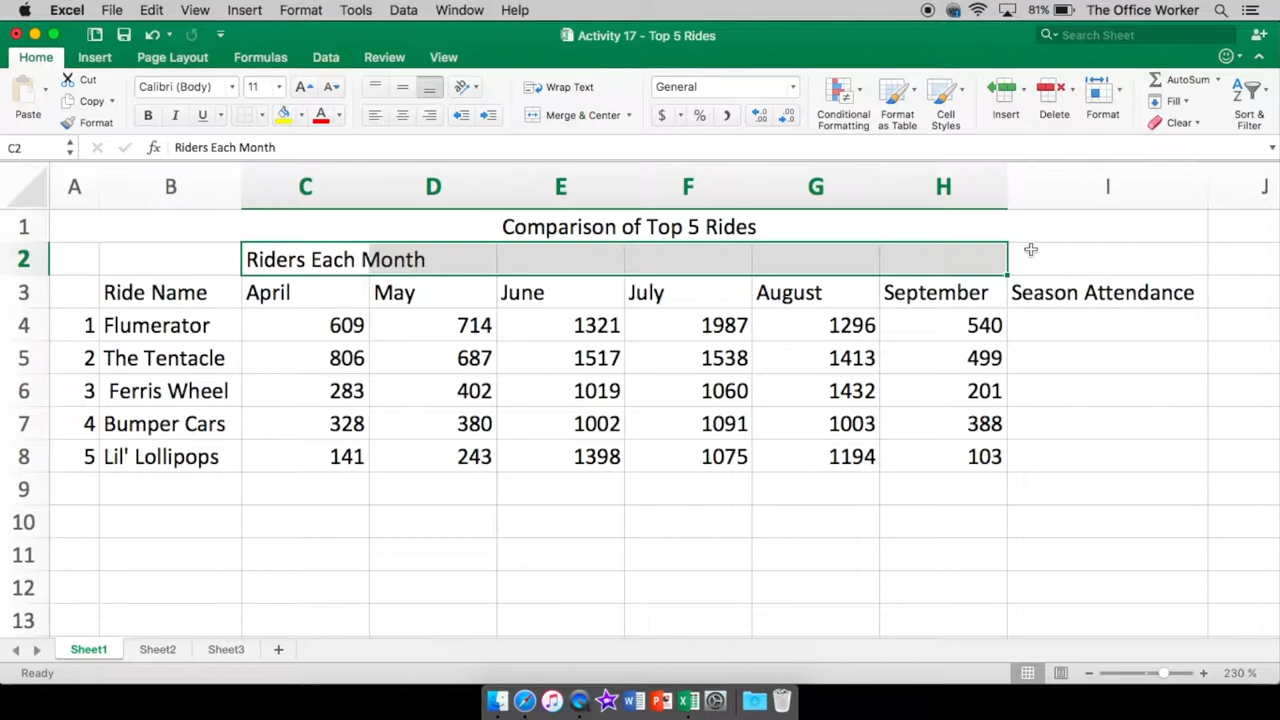 Excel File Edit View Insert Format Tools Data Window Help 81% The Office Worker
Activity 17 - Top 5 Rides Search Sheet
Home Insert Page Layout Formulas Data Review View
Paste Cut Copy Format Calibri (Body) 11 A A B I U A Wrap Text Merge & Center General $ % Conditional Formatting Format as Table Cell Styles Insert Delete Format AutoSum Fill Clear Sort & Filter
C2 fx Riders Each Month
A B C D E F G H I J
1 Comparison of Top 5 Rides
2 Riders Each Month
3 Ride Name April May June July August September Season Attendance
4 1 Flumerator 609 714 1321 1987 1296 540
5 2 The Tentacle 806 687 1517 1538 1413 499
6 3 Ferris Wheel 283 402 1019 1060 1432 201
7 4 Bumper Cars 328 380 1002 1091 1003 388
8 5 Lil' Lollipops 141 243 1398 1075 1194 103
9
10
11
12
13
Sheet1 Sheet2 Sheet3 +
Ready 230 %